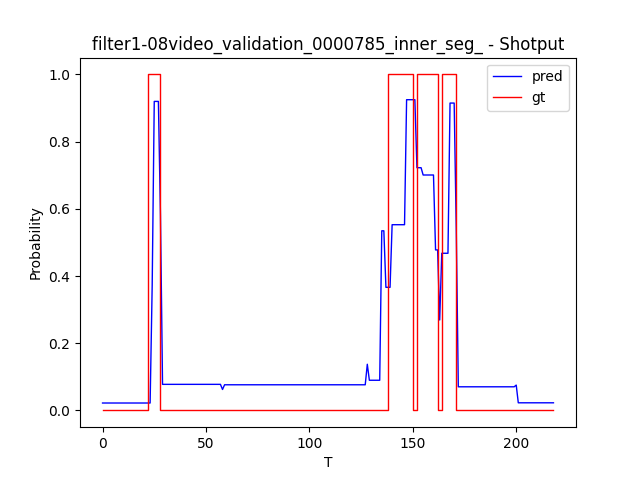 filter1-08video_validation_0000785_inner_seg_ - Shotput
pred
gt
1.0
0.8
0.6
0.4
0.2
0.0
Probability
0
50
100
150
200
T